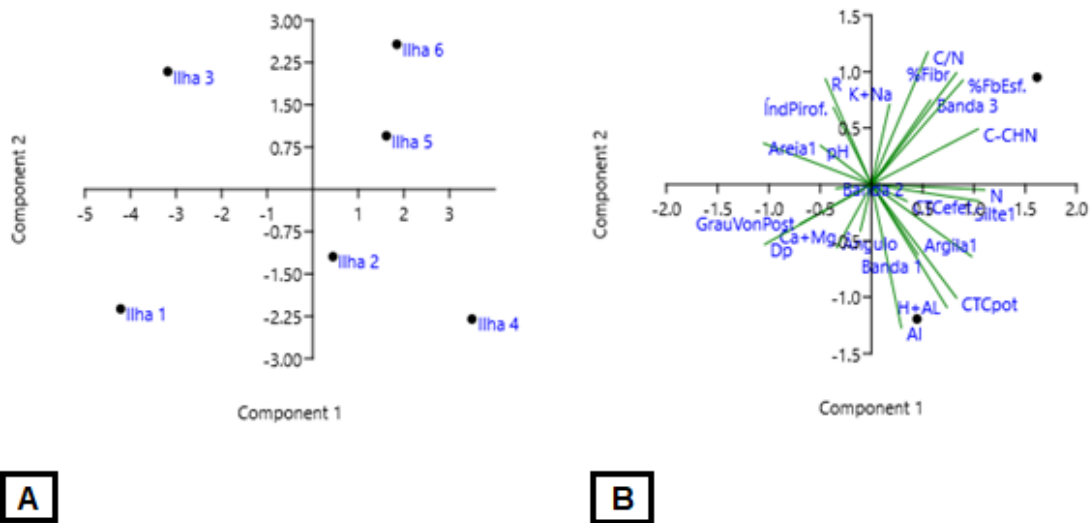 3.00
2.25
1.50
0.75
-5 -4 -3 -2 -1 1 2 3
-0.75
-1.50
-2.25
-3.00
Ilha 6
Ilha 3
Ilha 5
Ilha 2
Ilha 1
Ilha 4
Component 2
Component 1
A
1.5
1.0
0.5
-2.0 -1.5 -1.0 -0.5 0.5 1.0 1.5 2.0
-0.5
-1.0
-1.5
C/N
%Fibr
R
%FbEsf.
K+Na
Banda 3
ÍndPirof.
C-CHN
Areia1
pH
Banda 2
N
CTCefet.
Silte1
GrauVonPost
Ca+Mg
Angulo
Argila1
Dp
Banda 1
H+AL
CTCpot
Al
Component 2
Component 1
B